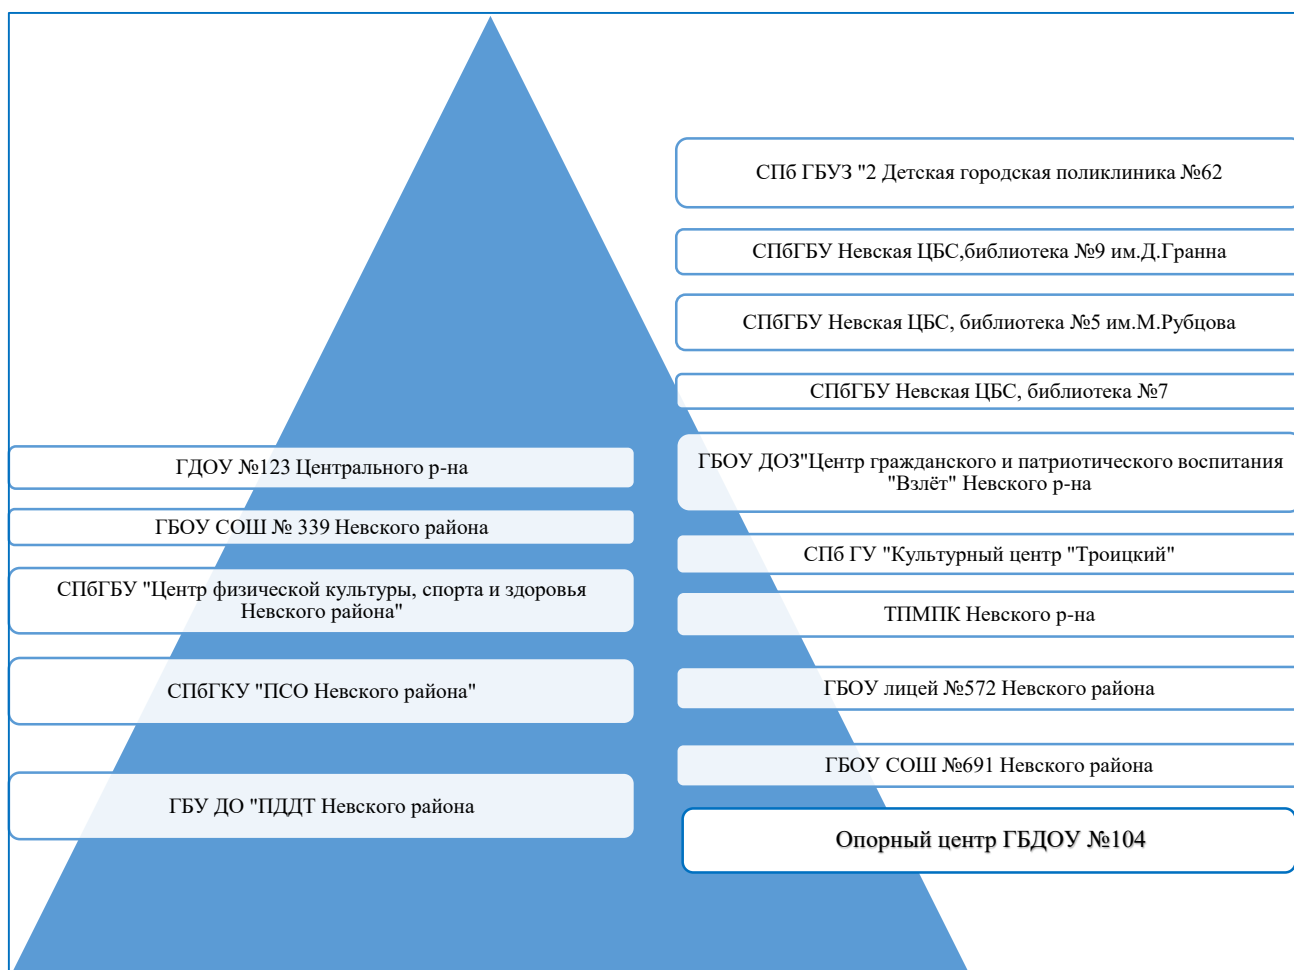 ГДОУ №123 Центрального р-на
ГБОУ СОШ № 339 Невского района
СПбГБУ "Центр физической культуры, спорта и здоровья
Невского района"
СПбГКУ "ПСО Невского района"
ГБУ ДО "ПДДТ Невского района
СПб ГБУЗ "2 Детская городская поликлиника №62
СПбГБУ Невская ЦБС,библиотека №9 им.Д.Гранна
СПбГБУ Невская ЦБС, библиотека №5 им.М.Рубцова
СПбГБУ Невская ЦБС, библиотека №7
ГБОУ ДОЗ"Центр гражданского и патриотического воспитания
"Взлёт" Невского р-на
СПб ГУ "Культурный центр "Троицкий"
ТПМПК Невского р-на
ГБОУ лицей №572 Невского района
ГБОУ СОШ №691 Невского района
Опорный центр ГБДОУ №104